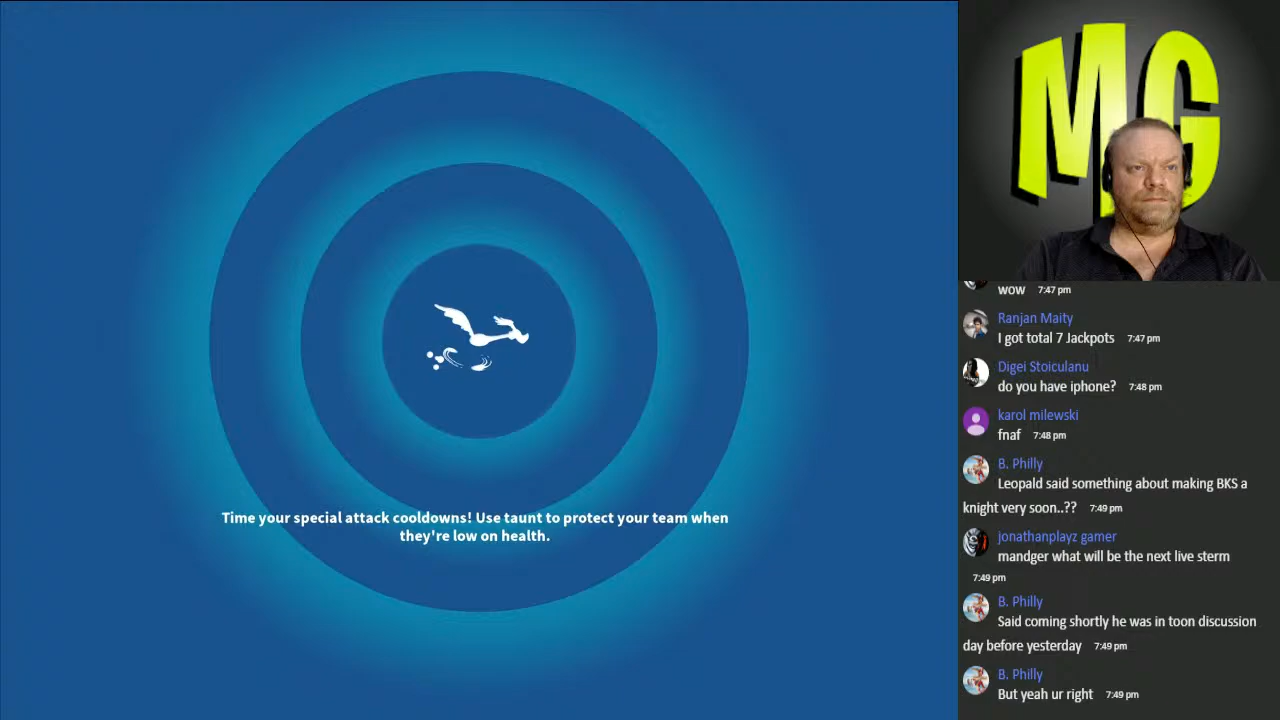 MG
Time your special attack cooldowns! Use taunt to protect your team when
they're low on health.
wow 7:47 pm
Ranjan Maity
I got total 7 Jackpots 7:47 pm
Digei Stoiculanu
do you have iphone? 7:48 pm
karol milewski
fnaf 7:48 pm
B. Philly
Leopald said something about making BKS a
knight very soon..?? 7:49 pm
jonathanplayz gamer
mandger what will be the next live sterm
7:49 pm
B. Philly
Said coming shortly he was in toon discussion
day before yesterday 7:49 pm
B. Philly
But yeah ur right 7:49 pm